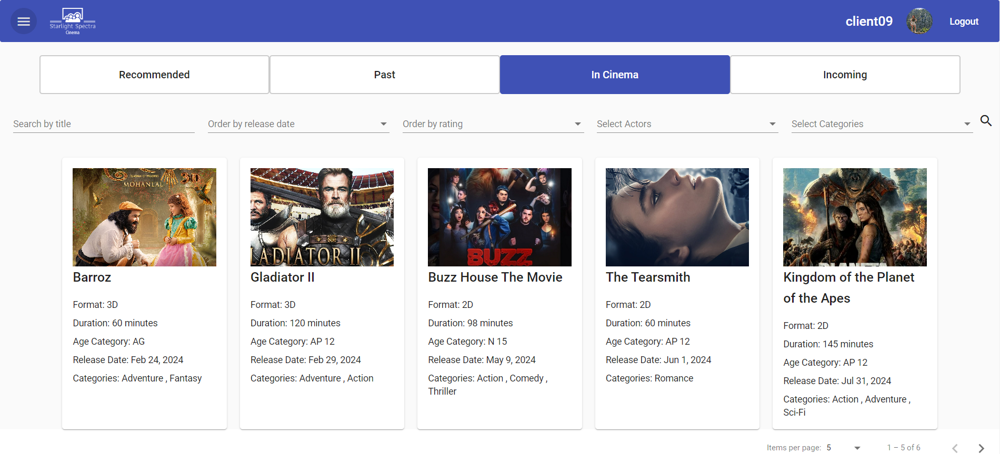 Starlight Spectra
Cinema
client09
Logout
Recommended
Past
In Cinema
Incoming
Search by title
Order by release date
Order by rating
Select Actors
Select Categories
GUARDIAN OF TREASURES
MOHANLAL
3D
LADIATOR II
BUZZ
PLANETA
Barroz
Format: 3D
Duration: 60 minutes
Age Category: AG
Release Date: Feb 24, 2024
Categories: Adventure , Fantasy
Gladiator II
Format: 3D
Duration: 120 minutes
Age Category: AP 12
Release Date: Feb 29, 2024
Categories: Adventure , Action
Buzz House The Movie
Format: 2D
Duration: 98 minutes
Age Category: N 15
Release Date: May 9, 2024
Categories: Action , Comedy ,
Thriller
The Tearsmith
Format: 2D
Duration: 60 minutes
Age Category: AP 12
Release Date: Jun 1, 2024
Categories: Romance
Kingdom of the Planet
of the Apes
Format: 2D
Duration: 145 minutes
Age Category: AP 12
Release Date: Jul 31, 2024
Categories: Action , Adventure ,
Sci-Fi
Items per page: 5
1 – 5 of 6